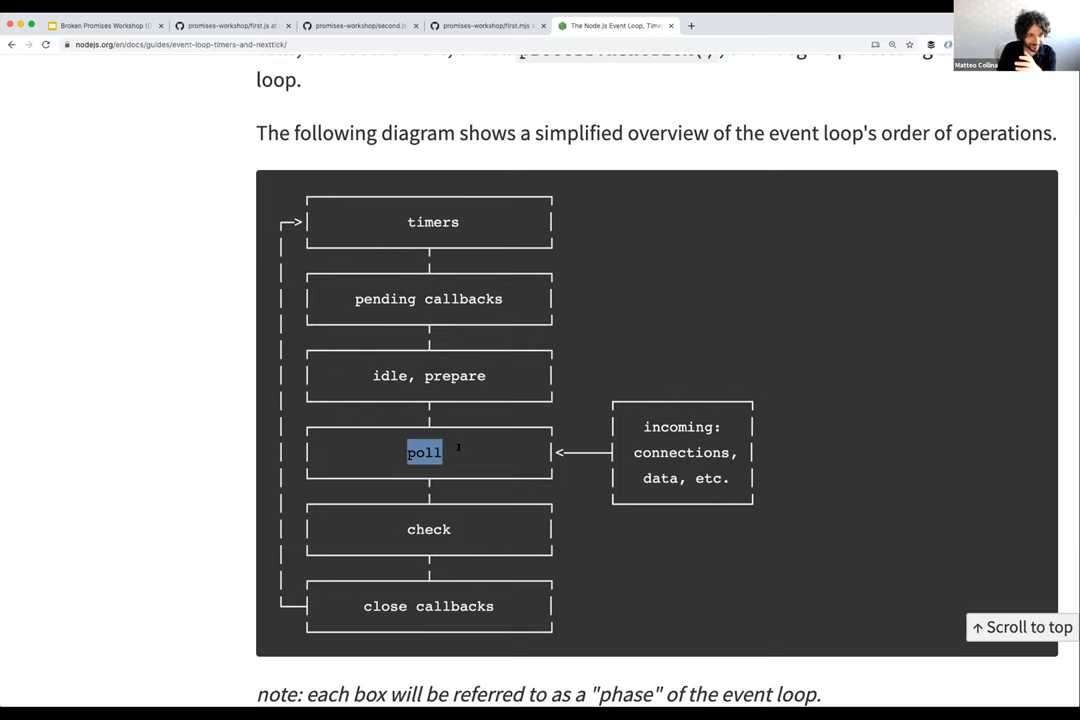 Broken Promises Workshop (C
promises-workshop/first.js at
promises-workshop/second.js
promises-workshop/first.mjs
The Node.js Event Loop, Timer
nodejs.org/en/docs/guides/event-loop-timers-and-nexttick/
Matteo Collina
loop.
The following diagram shows a simplified overview of the event loop's order of operations.
timers
pending callbacks
idle, prepare
incoming:
poll
connections,
data, etc.
check
close callbacks
↑ Scroll to top
note: each box will be referred to as a "phase" of the event loop.